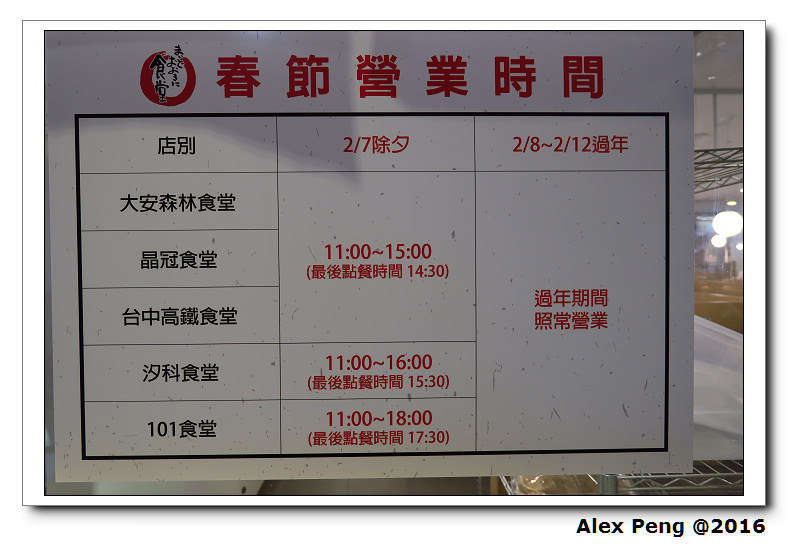 食堂
春節營業時間
店別 2/7除夕 2/8~2/12過年
大安森林食堂
晶冠食堂
台中高鐵食堂
汐科食堂
101食堂
11:00~15:00
(最後點餐時間 14:30)
11:00~16:00
(最後點餐時間 15:30)
11:00~18:00
(最後點餐時間 17:30)
過年期間
照常營業
Alex Peng @2016